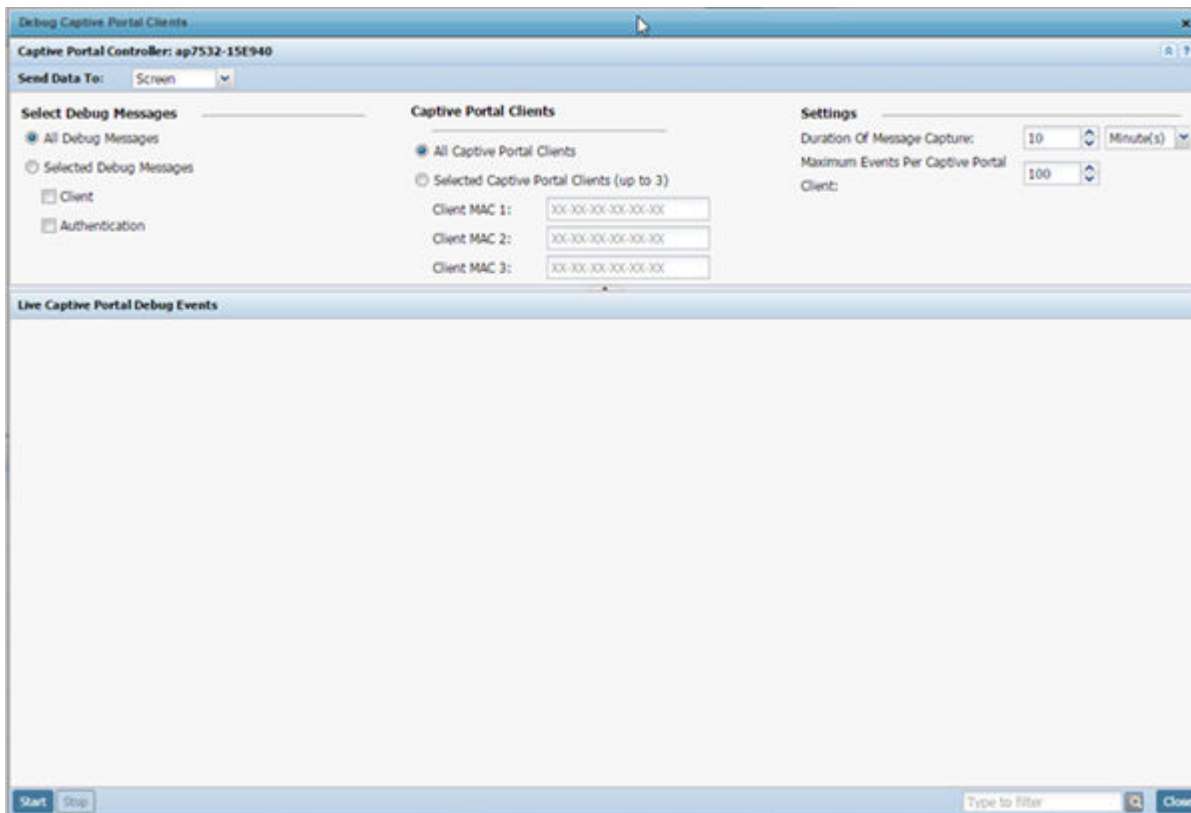 Debug Captive Portal Clients
Captive Portal Controller: ap7532-15E940
Send Data To: Screen
Select Debug Messages
All Debug Messages
Selected Debug Messages
Client
Authentication
Captive Portal Clients
All Captive Portal Clients
Selected Captive Portal Clients (up to 3)
Client MAC 1: XX-XX-XX-XX-XX-XX
Client MAC 2: XX-XX-XX-XX-XX-XX
Client MAC 3: XX-XX-XX-XX-XX-XX
Settings
Duration Of Message Capture: 10 Minute(s)
Maximum Events Per Captive Portal
Client: 100
Live Captive Portal Debug Events
Start Stop Type to filter Close